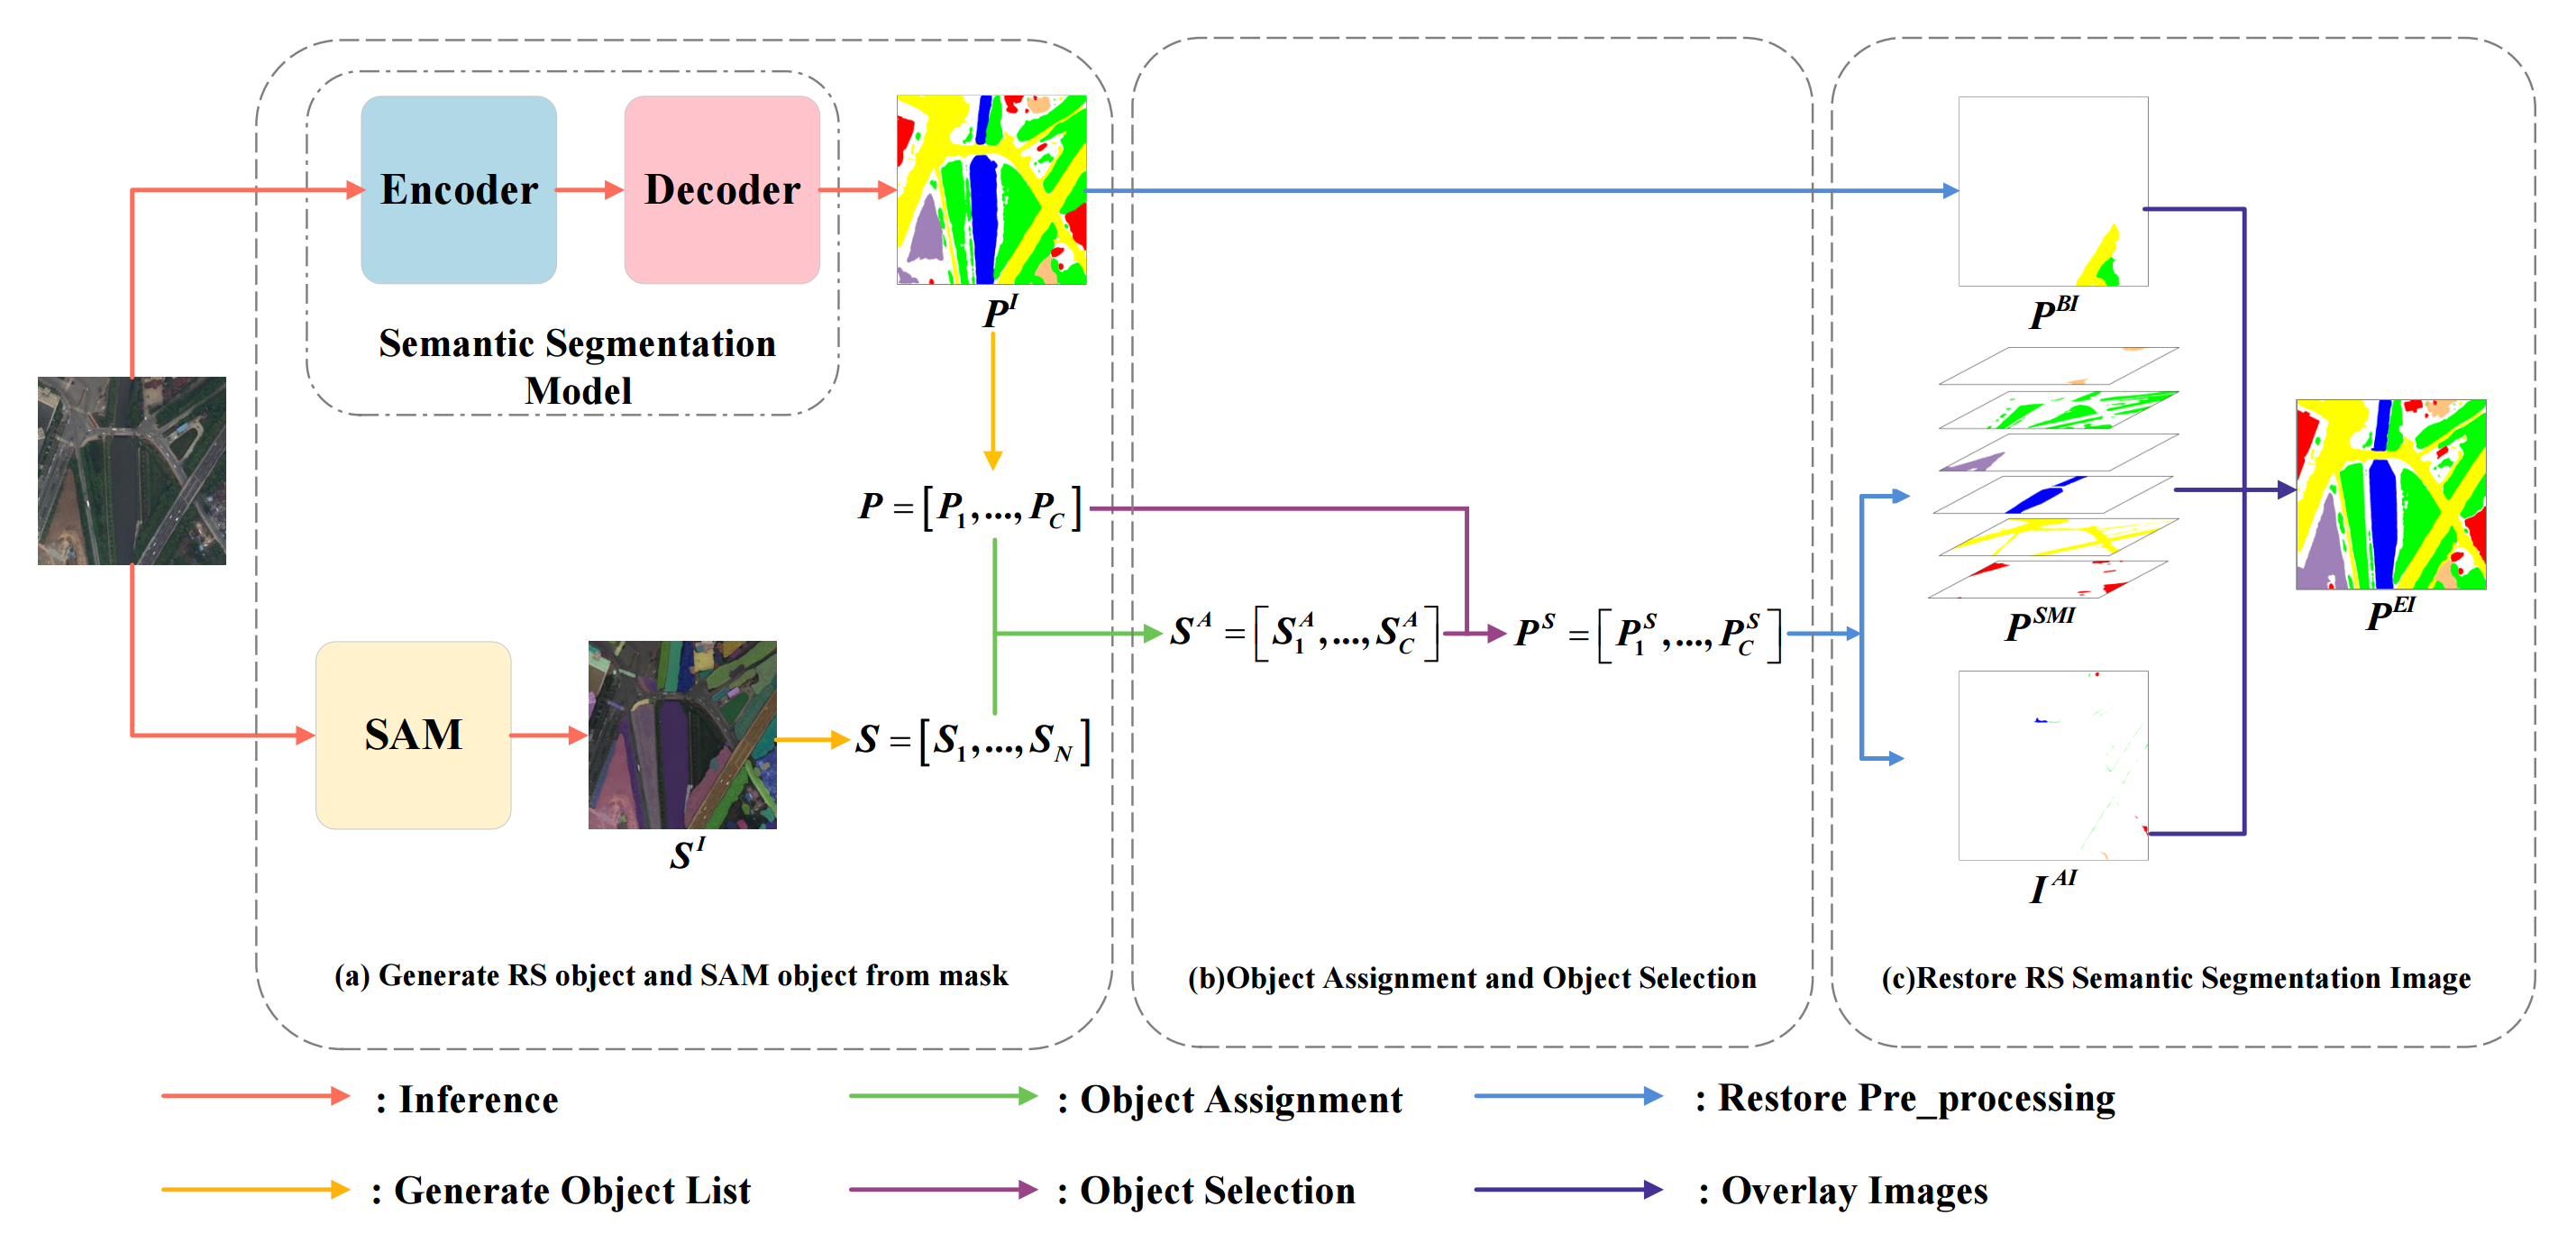 Encoder
Decoder
Semantic Segmentation
Model
P^I
P = [P_1,...,P_C]
SAM
S^I
S = [S_1,...,S_N]
(a) Generate RS object and SAM object from mask
S^A = [S_1^A,...,S_C^A]
P^S = [P_1^S,...,P_C^S]
(b)Object Assignment and Object Selection
P^{BI}
P^{SMI}
I^{AI}
P^{EI}
(c)Restore RS Semantic Segmentation Image
: Inference
: Object Assignment
: Restore Pre_processing
: Generate Object List
: Object Selection
: Overlay Images